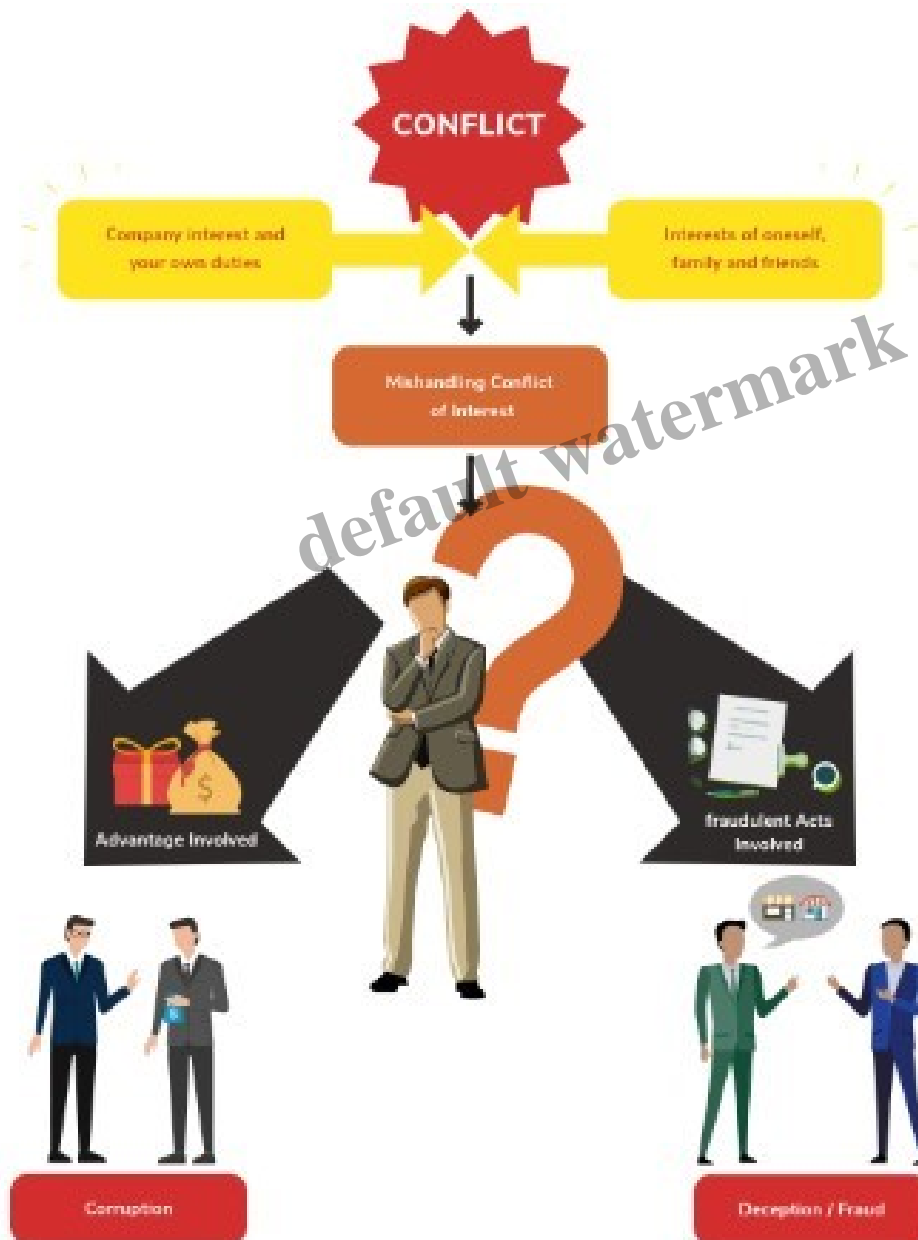 CONFLICT
Company interest and
your own duties
Interests of oneself,
family and friends
Mishandling Conflict
of Interest
default watermark
$
Advantage Involved
fraudulent Acts
Involved
Corruption
Deception / Fraud